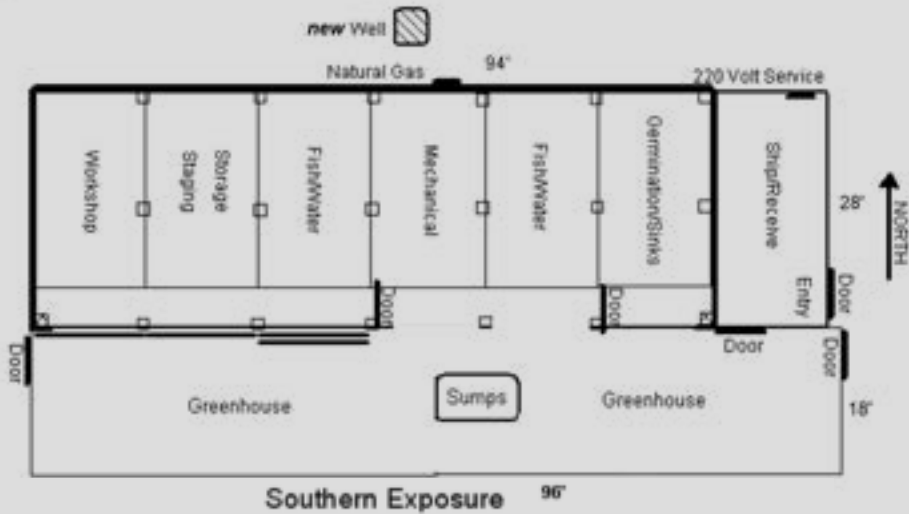 new Well
Natural Gas
94"
220 Volt Service
Workshop
Storage
Staging
Fish/Water
Mechanical
Fish/Water
Germination/Sinks
Ship/Receive
Entry
28"
NORTH
Door
Door
Door
Door
Door
Door
Greenhouse
Sumps
Greenhouse
18"
Southern Exposure
96"